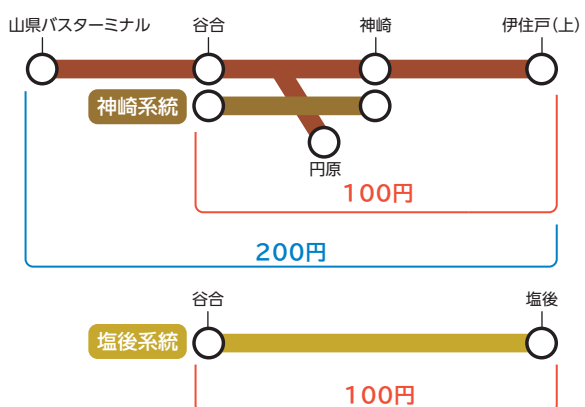 山県バスターミナル 谷合 神崎 伊住戸(上)
神崎系統
円原
100円
200円
谷合 塩後
塩後系統
100円